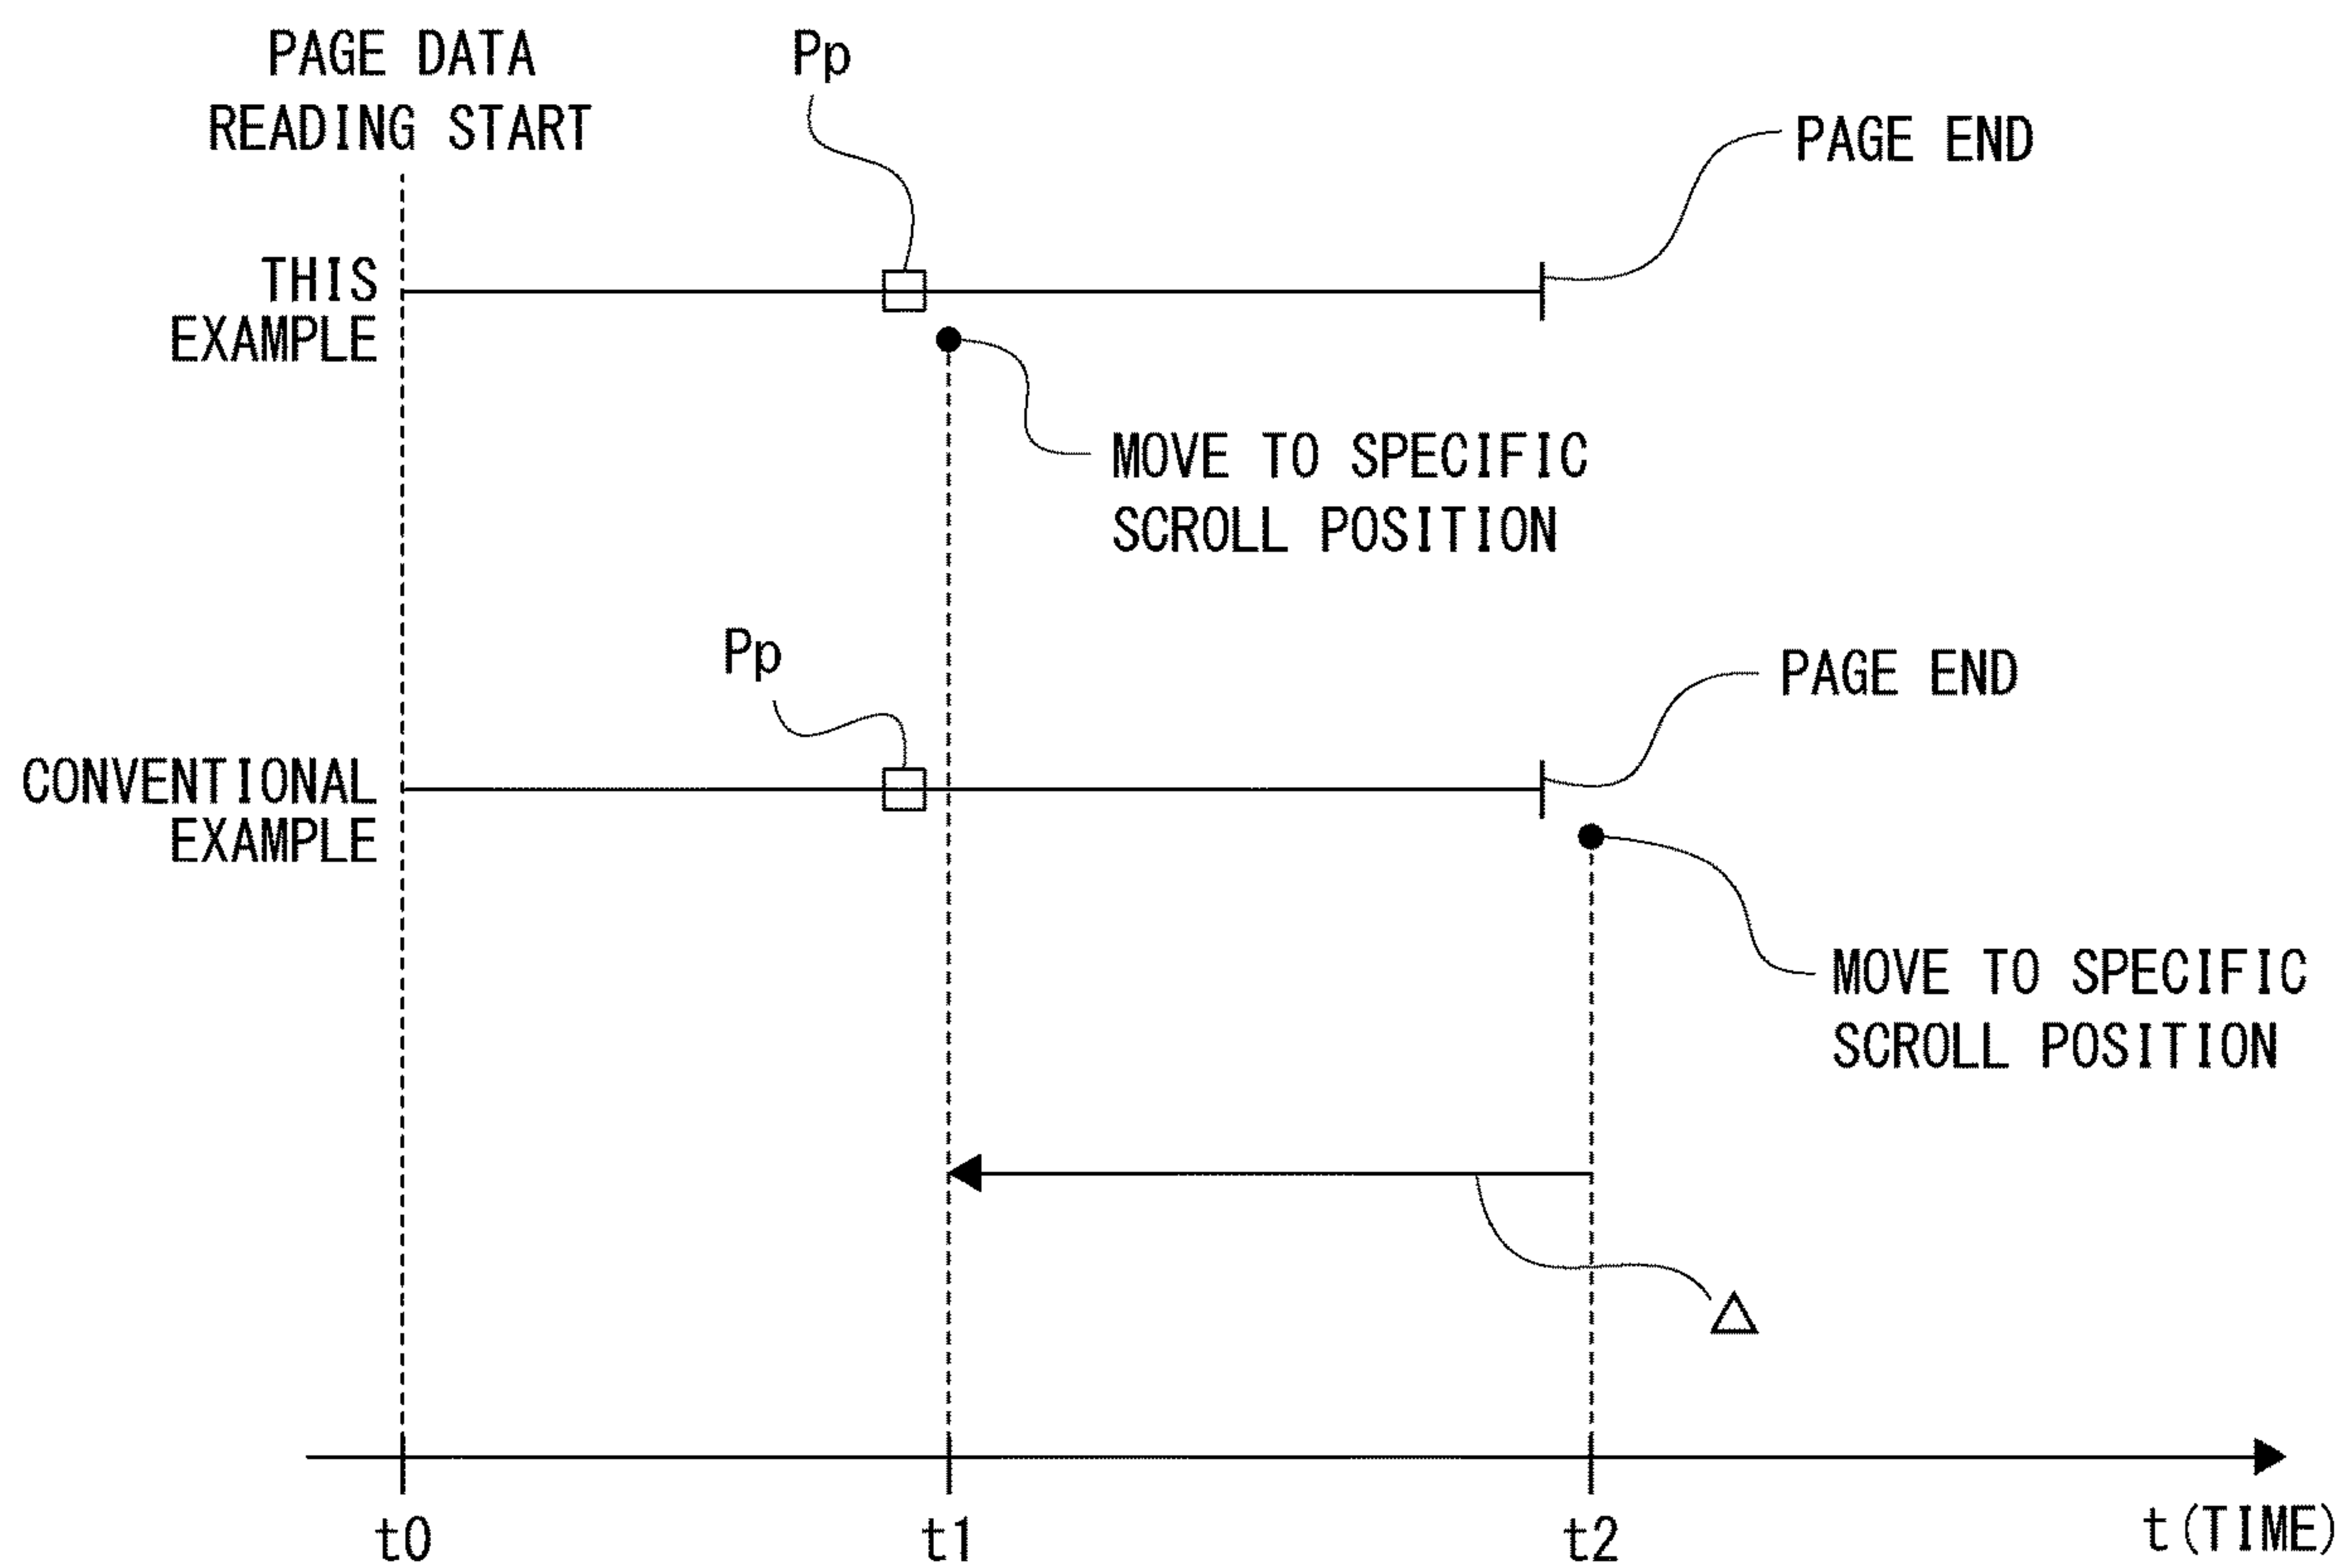 PAGE DATA
READING START
Pp
PAGE END
THIS
EXAMPLE
MOVE TO SPECIFIC
SCROLL POSITION
Pp
PAGE END
CONVENTIONAL
EXAMPLE
MOVE TO SPECIFIC
SCROLL POSITION
△
t0
t1
t2
t(TIME)